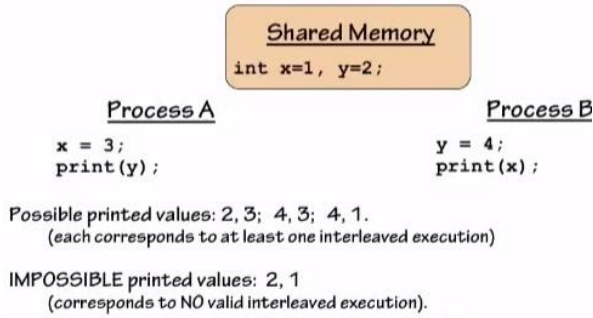 Shared Memory
int x=1, y=2;
Process A
x = 3;
print(y);
Process B
y = 4;
print(x);
Possible printed values: 2, 3; 4, 3; 4, 1.
(each corresponds to at least one interleaved execution)
IMPOSSIBLE printed values: 2, 1
(corresponds to NO valid interleaved execution).